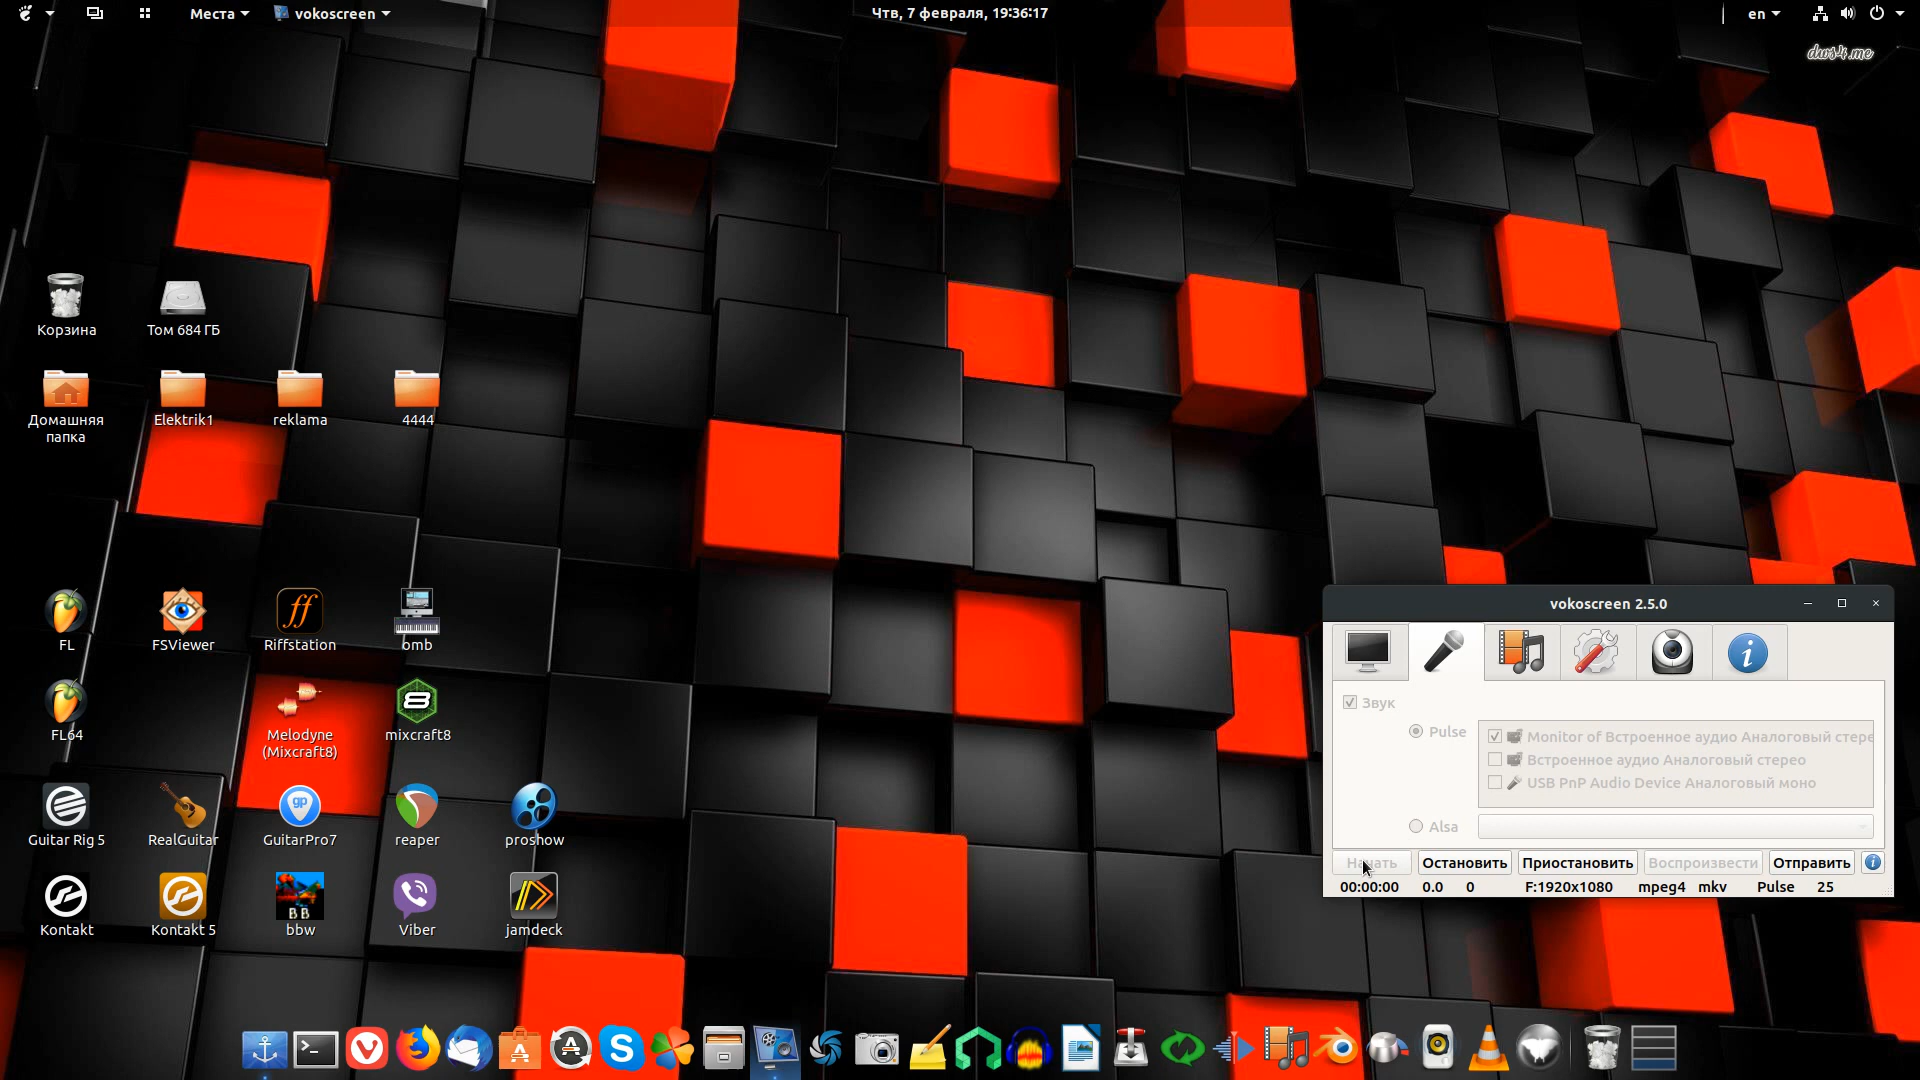 Места
vokoscreen
Чтв, 7 февраля, 19:36:17
en
dws4.me
Корзина
Том 684 ГБ
Домашняя
папка
Elektrik1
reklama
4444
FL
FSViewer
Riffstation
omb
FL64
Melodyne
(Mixcraft8)
mixcraft8
Guitar Rig 5
RealGuitar
GuitarPro7
reaper
proshow
Kontakt
Kontakt 5
bbw
Viber
jamdeck
vokoscreen 2.5.0
Звук
Pulse
Monitor of Встроенное аудио Аналоговый стере
Встроенное аудио Аналоговый стерео
USB PnP Audio Device Аналоговый моно
Alsa
Начать Остановить Приостановить Воспроизвести Отправить
00:00:00 0.0 0 F:1920x1080 mpeg4 mkv Pulse 25